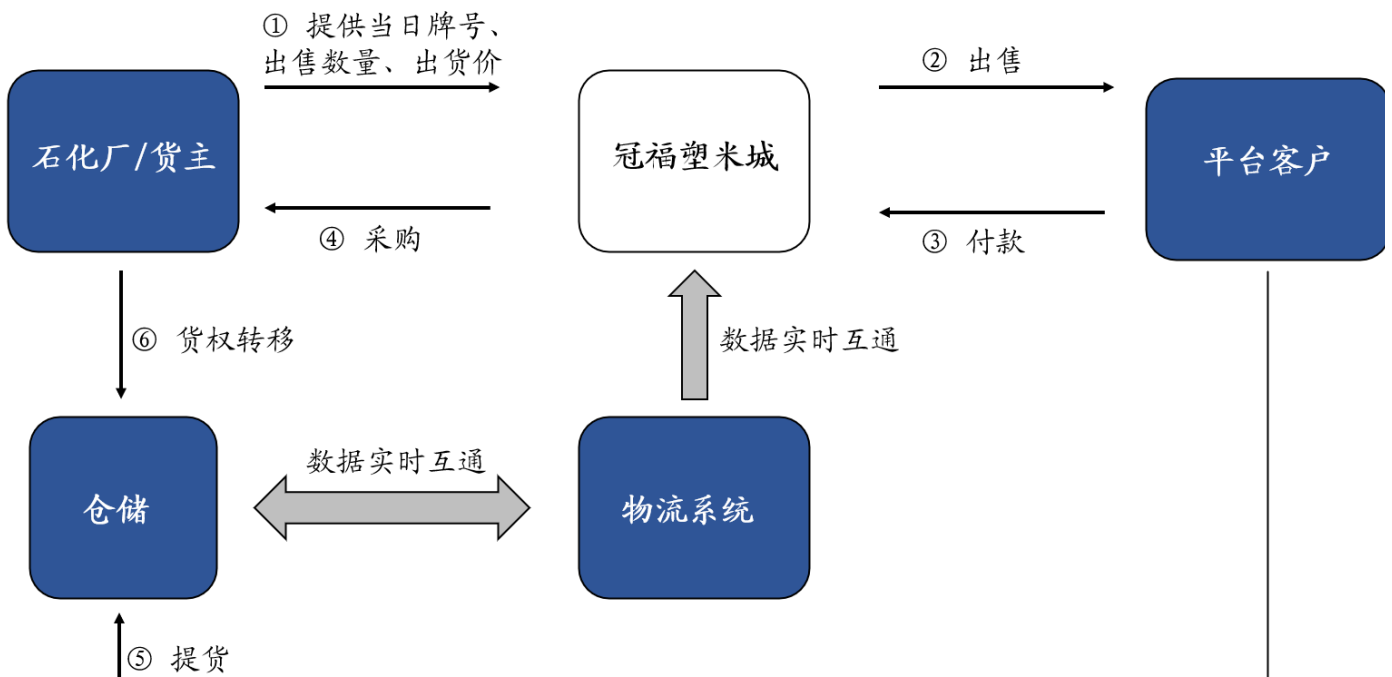 ① 提供当日牌号、
出售数量、出货价
② 出售
石化厂/货主
冠福塑米城
平台客户
④ 采购
③ 付款
⑥ 货权转移
数据实时互通
数据实时互通
仓储
物流系统
⑤ 提货